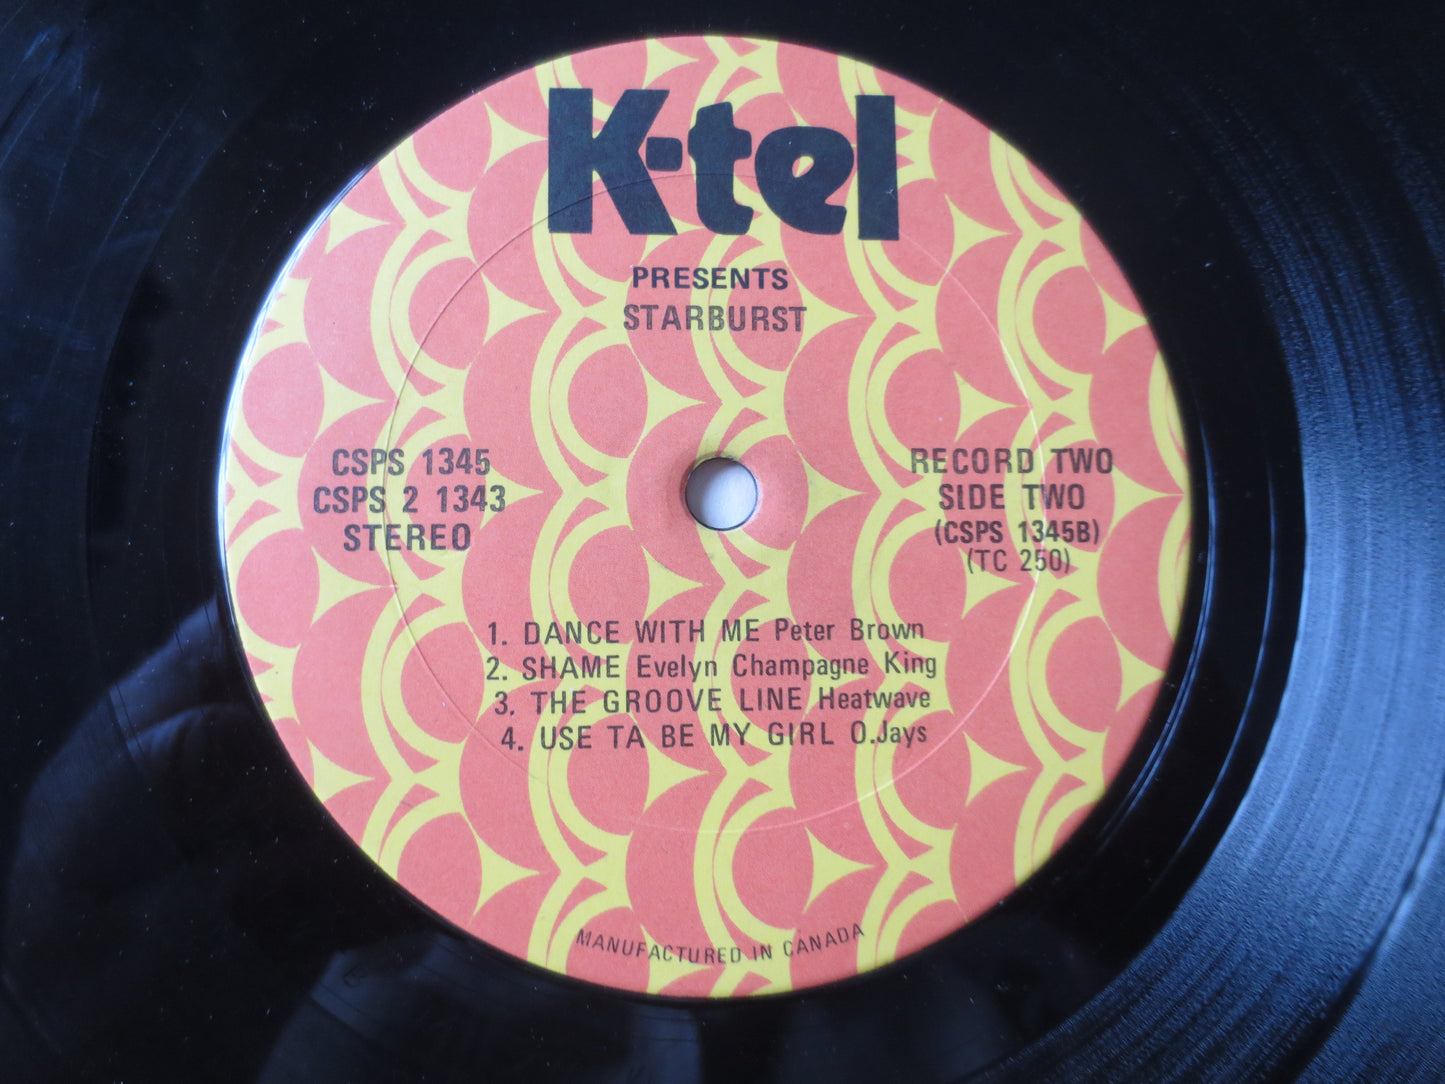 K-tel
PRESENTS
STARBURST
CSPS 1345
CSPS 2 1343
STEREO
RECORD TWO
SIDE TWO
(CSPS 1345B)
(TC 250)
1. DANCE WITH ME Peter Brown
2. SHAME Evelyn Champagne King
3. THE GROOVE LINE Heatwave
4. USE TA BE MY GIRL O.Jays
MANUFACTURED IN CANADA